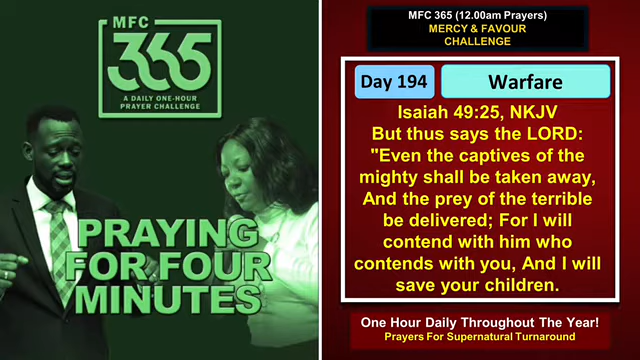 MFC
365
A DAILY ONE-HOUR
PRAYER CHALLENGE
PRAYING
FOR FOUR
MINUTES
MFC 365 (12.00am Prayers)
MERCY & FAVOUR
CHALLENGE
Day 194
Warfare
Isaiah 49:25, NKJV
But thus says the LORD:
"Even the captives of the
mighty shall be taken away,
And the prey of the terrible
be delivered; For I will
contend with him who
contends with you, And I will
save your children.
One Hour Daily Throughout The Year!
Prayers For Supernatural Turnaround